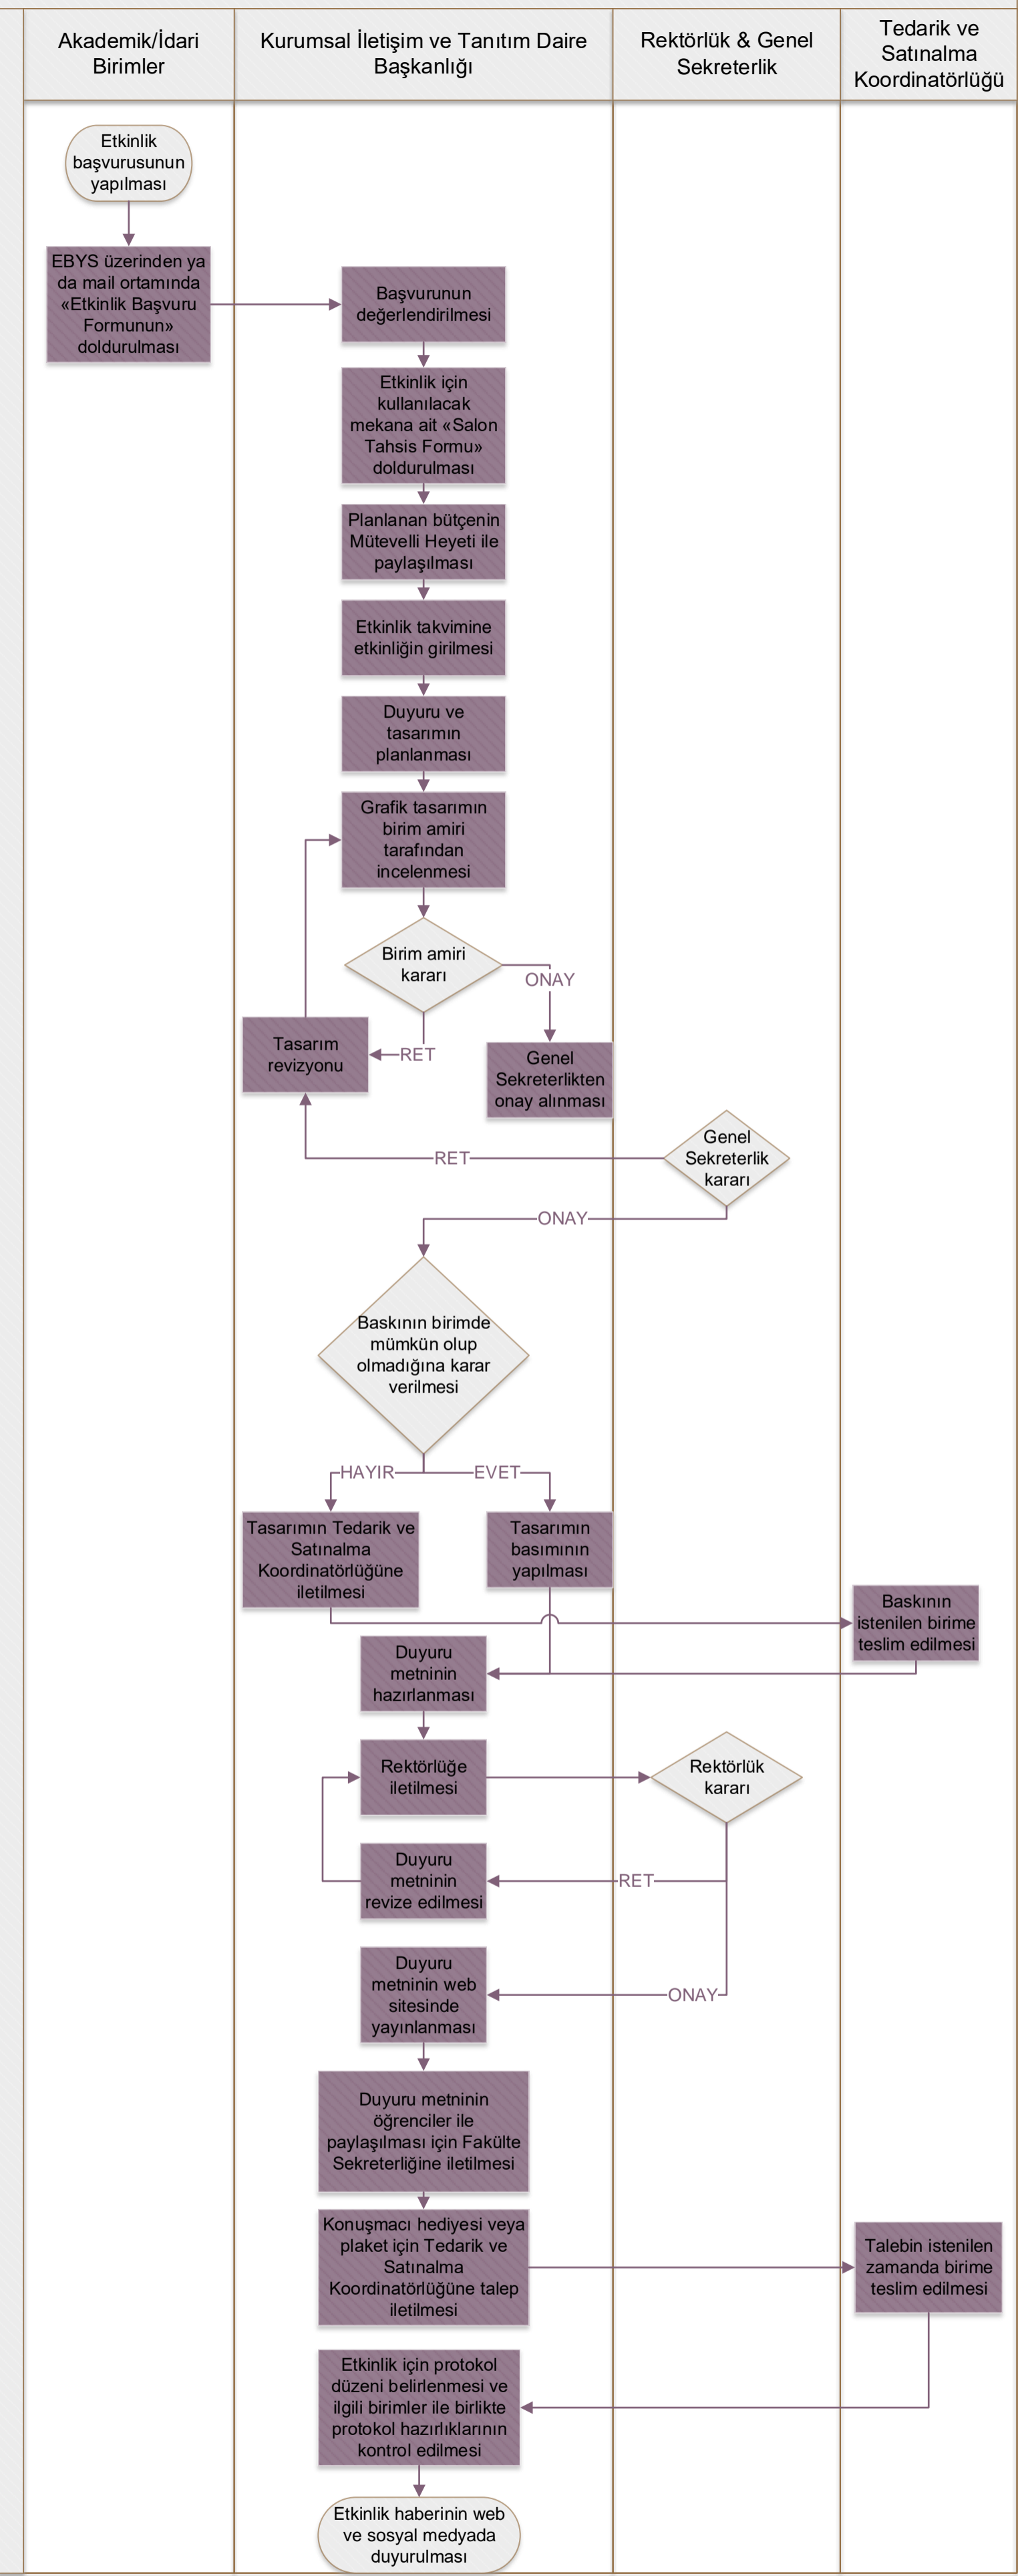 Akademik/İdari
Birimler
Kurumsal İletişim ve Tanıtım Daire
Başkanlığı
Rektörlük & Genel
Sekreterlik
Tedarik ve
Satınalma
Koordinatörlüğü
Etkinlik
başvurusunun
yapılması
EBYS üzerinden ya
da mail ortamında
«Etkinlik Başvuru
Formunun»
doldurulması
Başvurunun
değerlendirilmesi
Etkinlik için
kullanılacak
mekana ait «Salon
Tahsis Formu»
doldurulması
Planlanan bütçenin
Mütevelli Heyeti ile
paylaşılması
Etkinlik takvimine
etkinliğin girilmesi
Duyuru ve
tasarımın
planlanması
Grafik tasarımın
birim amiri
tarafından
incelenmesi
Birim amiri
kararı
ONAY
RET
Tasarım
revizyonu
Genel
Sekreterlikten
onay alınması
Genel
Sekreterlik
kararı
RET
ONAY
Baskının birimde
mümkün olup
olmadığına karar
verilmesi
HAYIR
EVET
Tasarımın Tedarik ve
Satınalma
Koordinatörlüğüne
iletilmesi
Tasarımın
basımının
yapılması
Baskının
istenilen birime
teslim edilmesi
Duyuru
metninin
hazırlanması
Rektörlüğe
iletilmesi
Rektörlük
kararı
Duyuru
metninin
revize edilmesi
RET
Duyuru
metninin web
sitesinde
yayınlanması
ONAY
Duyuru metninin
öğrenciler ile
paylaşılması için Fakülte
Sekreterliğine iletilmesi
Konuşmacı hediyesi veya
plaket için Tedarik ve
Satınalma
Koordinatörlüğüne talep
iletilmesi
Talebin istenilen
zamanda birime
teslim edilmesi
Etkinlik için protokol
düzeni belirlenmesi ve
ilgili birimler ile birlikte
protokol hazırlıklarının
kontrol edilmesi
Etkinlik haberinin web
ve sosyal medyada
duyurulması